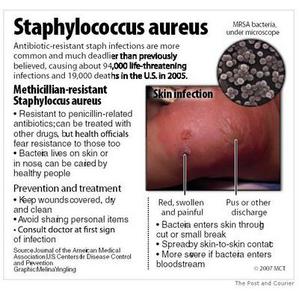 Staphylococcus aureus
Antibiotic-resistant staph infections are more
common and much deadlier than previously
believed, causing about 94,000 life-threatening
infections and 19,000 deaths in the U.S. in 2005.
MRSA bacteria,
under microscope
Methicillian-resistant
Staphyloccus aureus
• Resistant to penicillin-related
antibiotics; can be treated with
other drugs, but health officials
fear resistance to those too
• Bacteria lives on skin or
in nose; can be caried by
healthy people
Prevention and treatment
• Keep wounds covered, dry
and clean
• Avoid sharing personal items
• Consult doctor at first sign
of infection
Source: Journal of the American Medical
Association; U.S. Centers for Disease Control
and Prevention
Graphic: Melina Yingling
Skin infection
Red, swollen
and painful
Pus or other
discharge
• Bacteria enters skin through
cut or small break
• Spread by skin-to-skin contact
• More severe if bacteria enters
bloodstream
© 2007 MCT
The Post and Courier